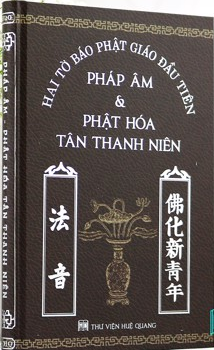 HAI TỜ BÁO PHẬT GIÁO ĐẦU TIÊN
PHÁP ÂM
&
PHẬT HÓA
TÂN THANH NIÊN
法音
佛化新青年
THƯ VIỆN HUỆ QUANG
PHÁP ÂM - PHẬT HÓA TÂN THANH NIÊN